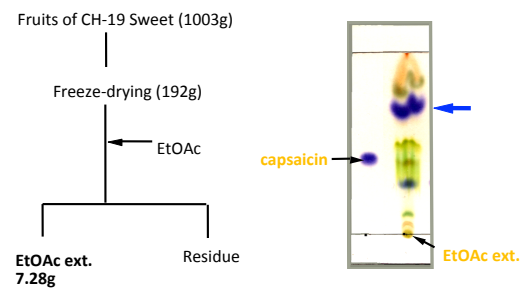 Fruits of CH-19 Sweet (1003g)
Freeze-drying (192g)
EtOAc
EtOAc ext.
7.28g
Residue
capsaicin
EtOAc ext.